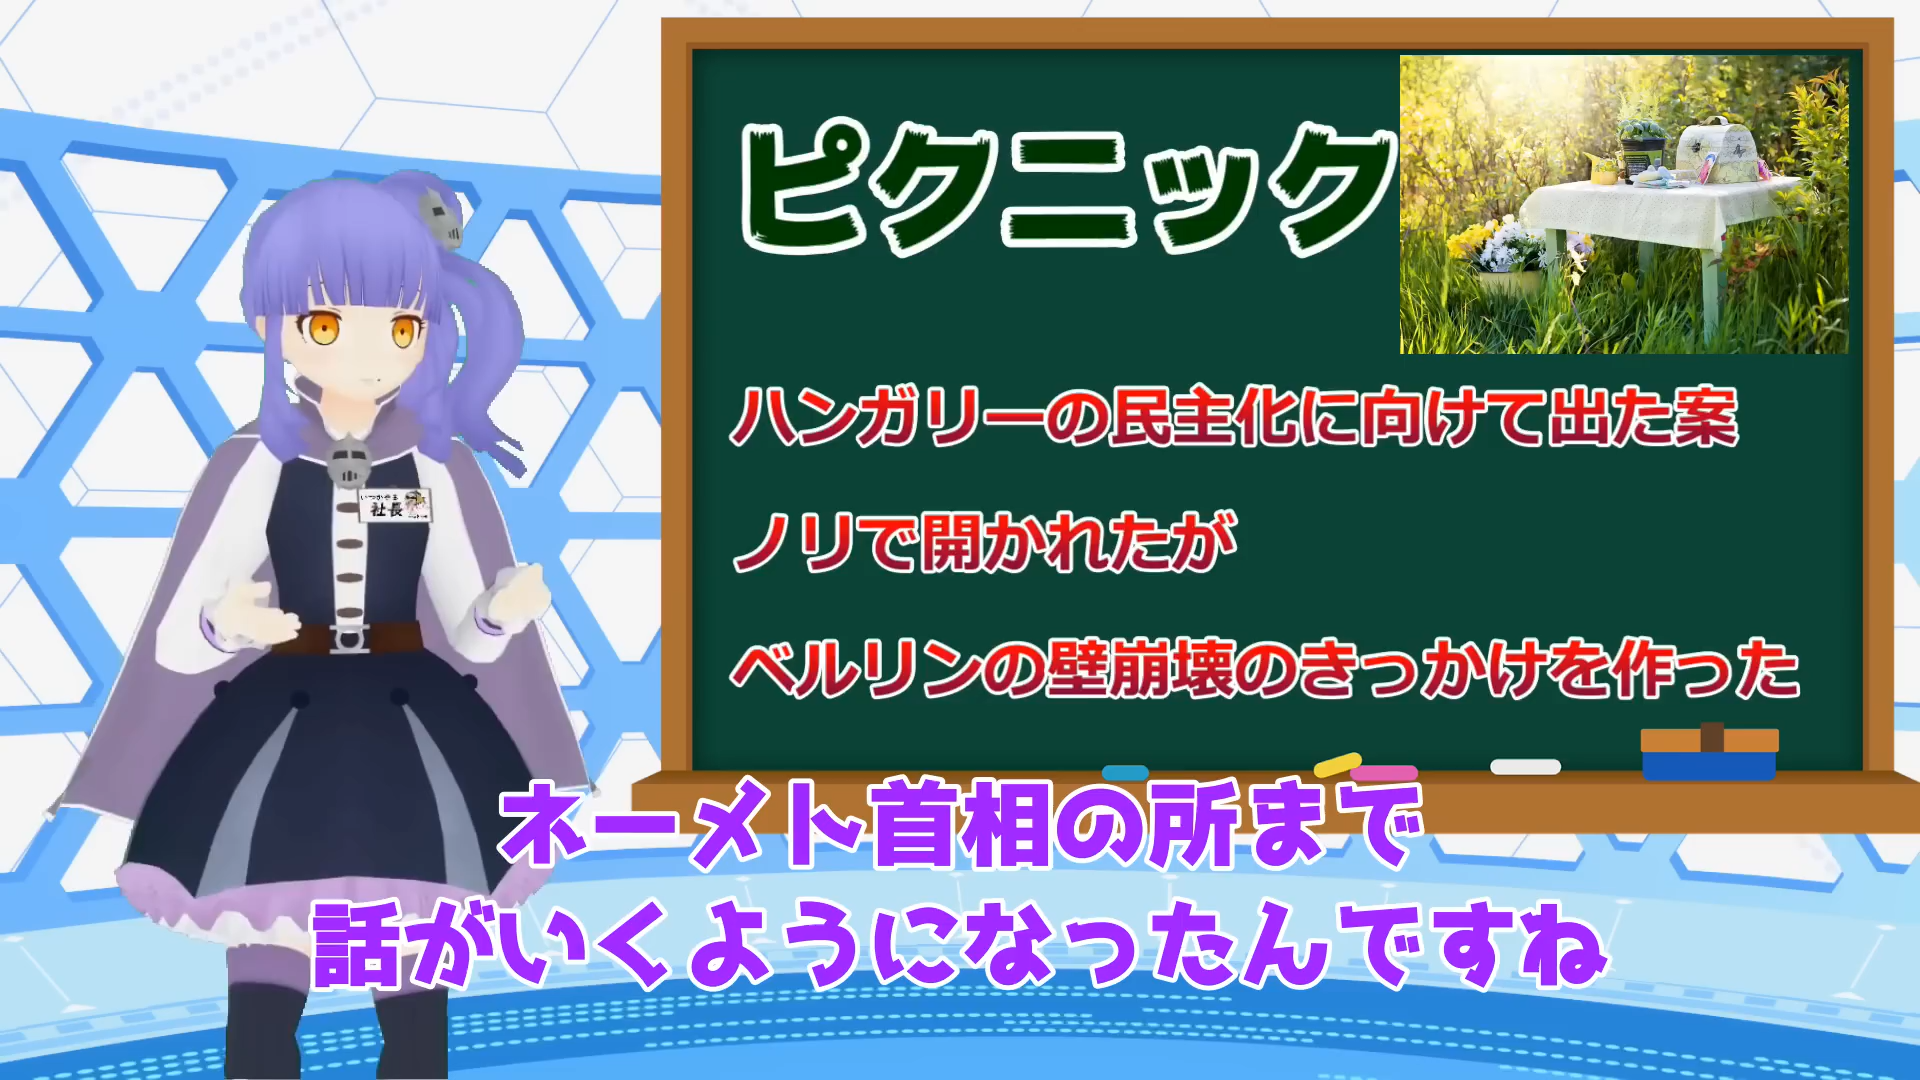 ピクニック
ハンガリーの民主化に向けて出た案
ノリで開かれたが
ベルリンの壁崩壊のきっかけを作った
社長
ネーメト首相の所まで
話がいくようになったんですね